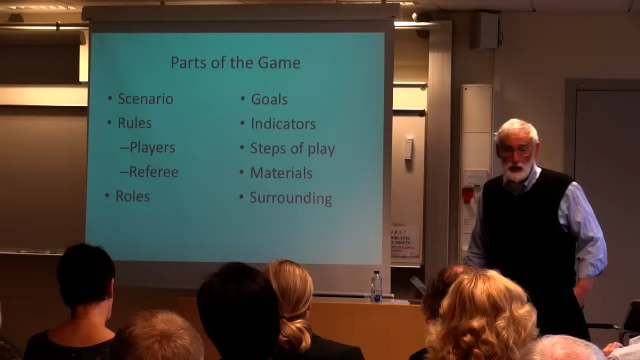 Parts of the Game
• Scenario
• Rules
–Players
–Referee
• Roles
• Goals
• Indicators
• Steps of play
• Materials
• Surrounding